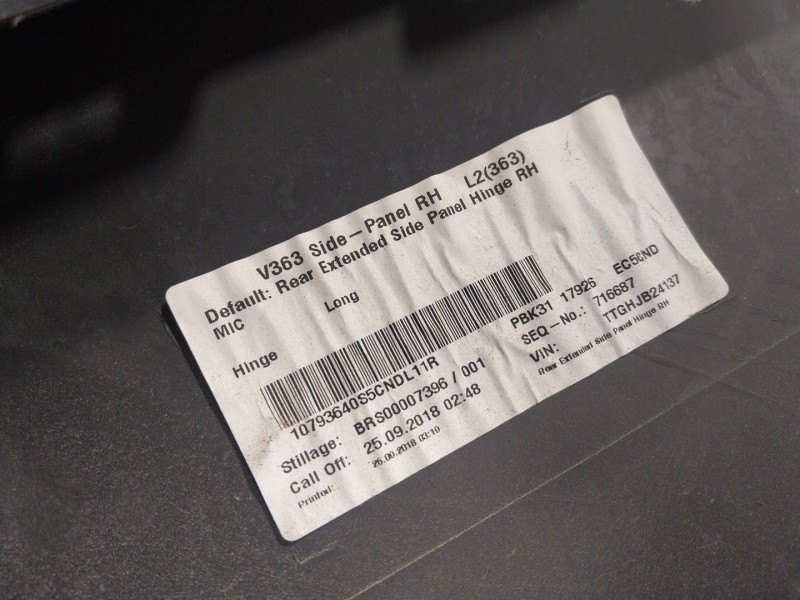 V363 Side-Panel RH L2(363)
Default: Rear Extended Side Panel Hinge RH
MIC Long
Hinge
10793640S5CNDL11R
PBK31 17926 EC5CND
Stillage: BRS00007396 / 001
SEQ-No.: 716687
Call Off: 25.09.2018 02:48
VIN: TTGHJB24137
Printed: 25.09.2018 03:10
Rear Extended Side Panel Hinge RH